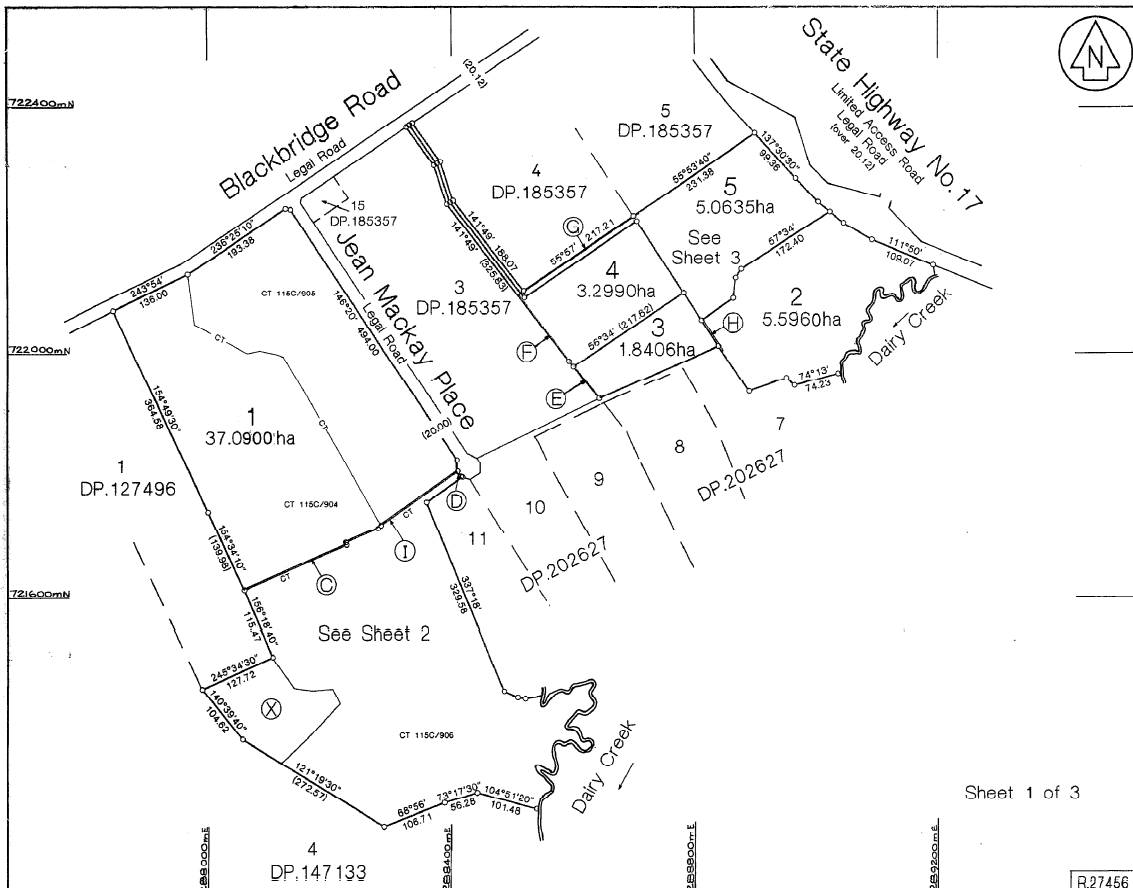 N
722400mN
722000mN
721600mN
Blackbridge Road
Legal Road
(20.12)
State Highway No. 17
Limited Access Road
Legal Road
(over 20.12)
5
DP.185357
4
DP.185357
15
DP.185357
3
DP.185357
Jean Mackay Place
Legal Road
(20.00)
137°30'30"
99.36
55°53'40"
231.38
5
5.0635ha
See
Sheet 3
57°34'
172.40
111°50'
109.07
2
5.5960ha
Dairy Creek
74°13'
74.23
7
G
55°57' 217.21
4
3.2990ha
56°34' (217.62)
3
1.8406ha
H
F
E
141°49' 188.07
141°49' (325.83)
236°25'10"
193.38
243°54'
136.00
CT 115C/905
CT
CT
146°20' 494.00
154°49'30"
364.58
1
37.0900ha
1
DP.127496
CT 115C/904
154°34'10"
(139.98)
CT
C
I
CT
D
8
9
10
11
DP.202627
DP.202627
337°18'
329.58
156°18'40"
115.47
See Sheet 2
245°34'30"
127.72
X
140°39'40"
104.62
CT 115C/906
121°19'30"
(272.57)
68°56'
106.71
73°17'30"
56.28
104°51'20"
101.48
Dairy Creek
4
DP.147133
Sheet 1 of 3
R.27456